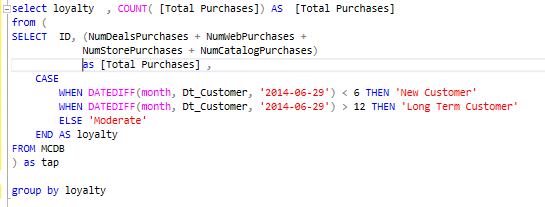 select loyalty , COUNT( [Total Purchases]) AS [Total Purchases]
from (
SELECT ID, (NumDealsPurchases + NumWebPurchases +
NumStorePurchases + NumCatalogPurchases)
as [Total Purchases] ,
CASE
WHEN DATEDIFF(month, Dt_Customer, '2014-06-29') < 6 THEN 'New Customer'
WHEN DATEDIFF(month, Dt_Customer, '2014-06-29') > 12 THEN 'Long Term Customer'
ELSE 'Moderate'
END AS loyalty
FROM MCDB
) as tap
group by loyalty